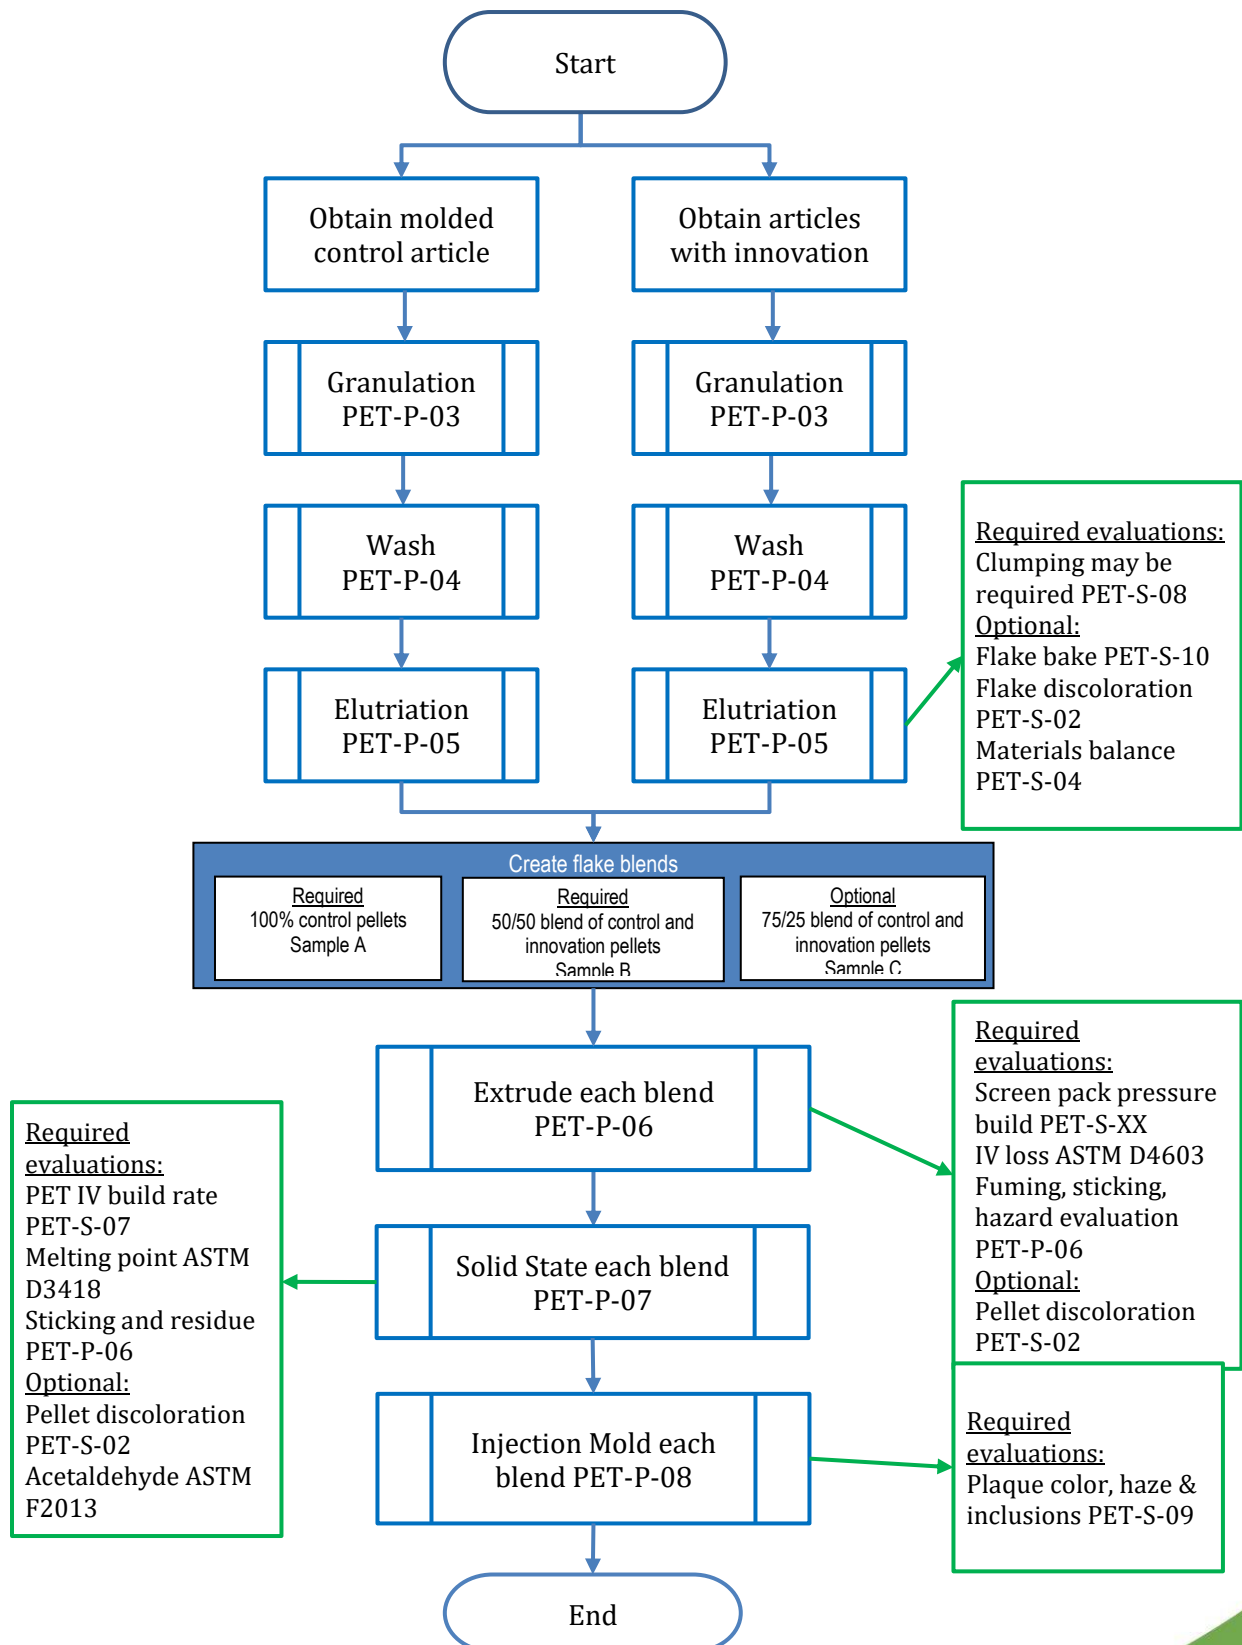 Start
Obtain molded
control article
Obtain articles
with innovation
Granulation
PET-P-03
Granulation
PET-P-03
Wash
PET-P-04
Wash
PET-P-04
Elutriation
PET-P-05
Elutriation
PET-P-05
Required evaluations:
Clumping may be
required PET-S-08
Optional:
Flake bake PET-S-10
Flake discoloration
PET-S-02
Materials balance
PET-S-04
Create flake blends
Required
100% control pellets
Sample A
Required
50/50 blend of control and
innovation pellets
Sample B
Optional
75/25 blend of control and
innovation pellets
Sample C
Extrude each blend
PET-P-06
Required
evaluations:
Screen pack pressure
build PET-S-XX
IV loss ASTM D4603
Fuming, sticking,
hazard evaluation
PET-P-06
Optional:
Pellet discoloration
PET-S-02
Solid State each blend
PET-P-07
Required
evaluations:
PET IV build rate
PET-S-07
Melting point ASTM
D3418
Sticking and residue
PET-P-06
Optional:
Pellet discoloration
PET-S-02
Acetaldehyde ASTM
F2013
Injection Mold each
blend PET-P-08
Required
evaluations:
Plaque color, haze &
inclusions PET-S-09
End